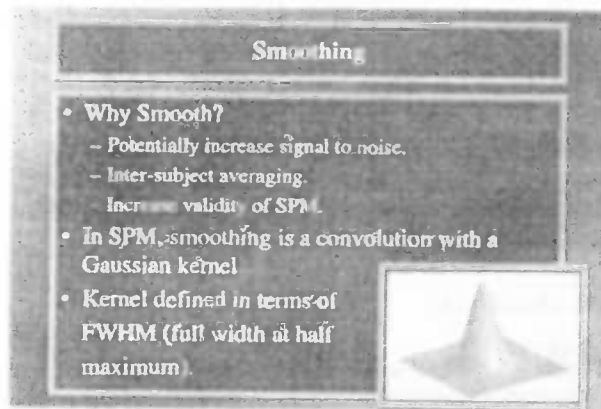 Smoothing
• Why Smooth?
– Potentially increase signal to noise.
– Inter-subject averaging.
Increase validity of SPM.
• In SPM, smoothing is a convolution with a
Gaussian kernel
• Kernel defined in terms of
FWHM (full width at half
maximum).